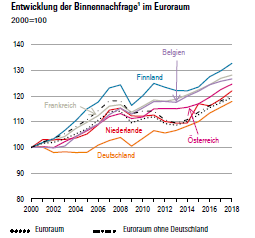 Entwicklung der Binnennachfrage¹ im Euroraum
2000=100
140
130
120
110
100
90
80
Belgien
Finnland
Frankreich
Niederlande
Österreich
Deutschland
2000 2002 2004 2006 2008 2010 2012 2014 2016 2018
Euroraum Euroraum ohne Deutschland